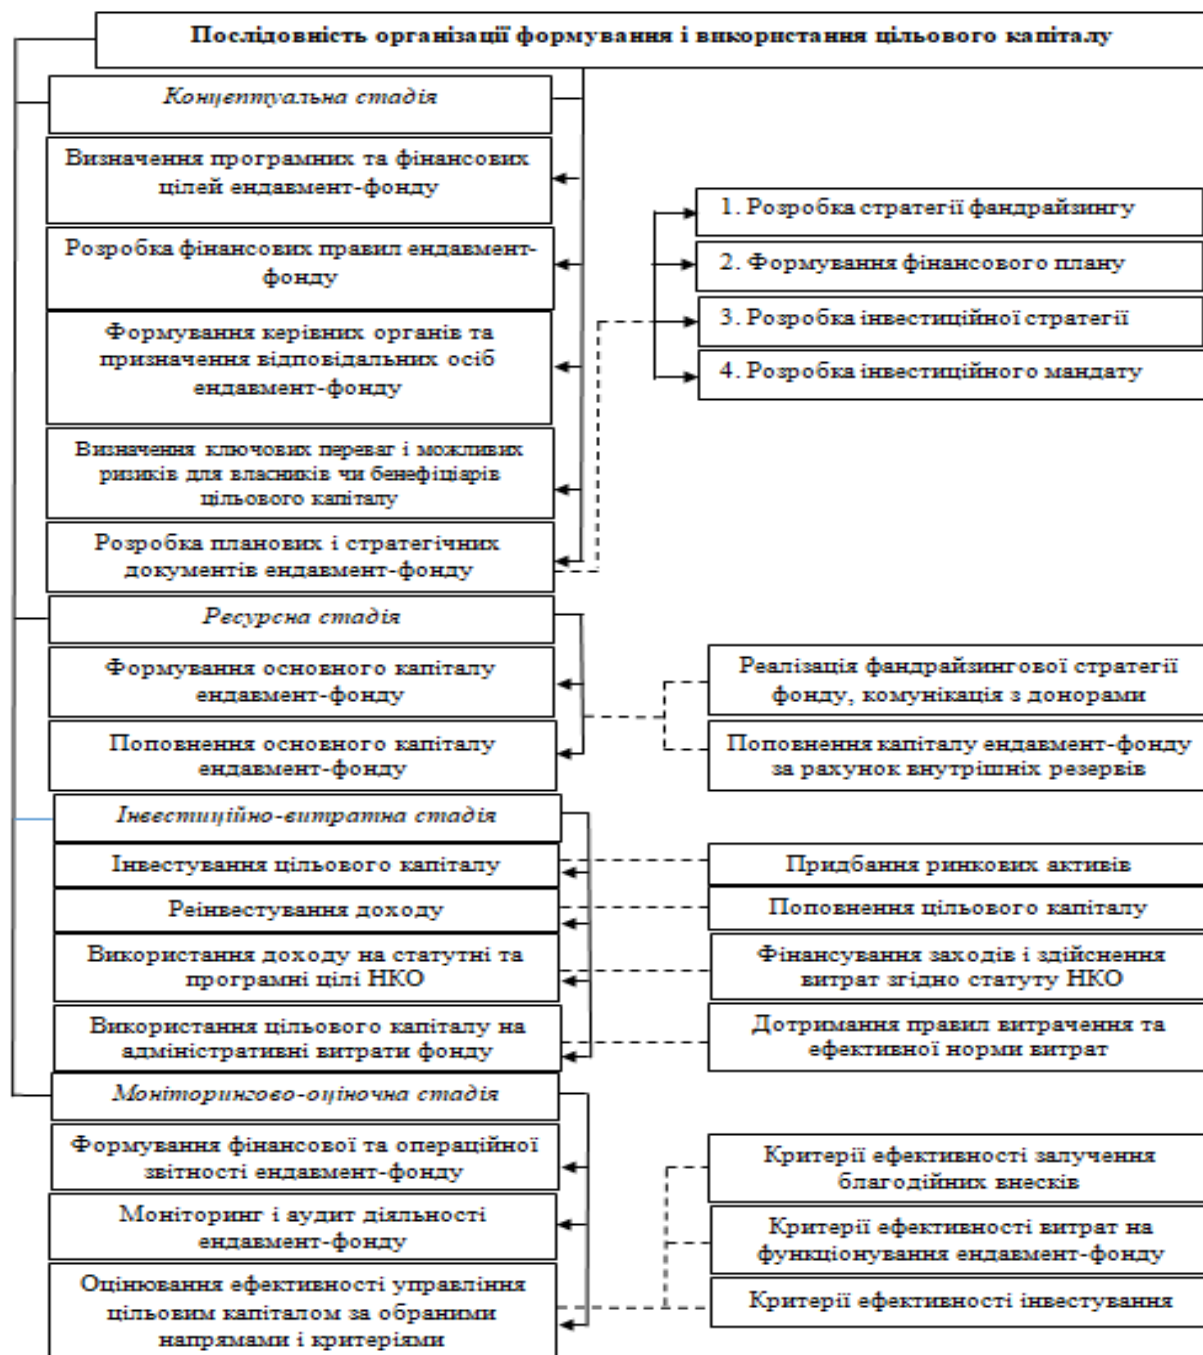 Послідовність організації формування і використання цільового капіталу
Концептуальна стадія
Визначення програмних та фінансових
цілей ендавмент-фонду
Розробка фінансових правил ендавмент-
фонду
Формування керівних органів та
призначення відповідальних осіб
ендавмент-фонду
Визначення ключових переваг і можливих
ризиків для власників чи бенефіціарів
цільового капіталу
Розробка планових і стратегічних
документів ендавмент-фонду
1. Розробка стратегії фандрайзингу
2. Формування фінансового плану
3. Розробка інвестиційної стратегії
4. Розробка інвестиційного мандату
Ресурсна стадія
Формування основного капіталу
ендавмент-фонду
Поповнення основного капіталу
ендавмент-фонду
Реалізація фандрайзингової стратегії
фонду, комунікація з донорами
Поповнення капіталу ендавмент-фонду
за рахунок внутрішніх резервів
Інвестиційно-витратна стадія
Інвестування цільового капіталу
Придбання ринкових активів
Реінвестування доходу
Поповнення цільового капіталу
Використання доходу на статутні та
програмні цілі НКО
Фінансування заходів і здійснення
витрат згідно статуту НКО
Використання цільового капіталу на
адміністративні витрати фонду
Дотримання правил витрачення та
ефективної норми витрат
Моніторингово-оціночна стадія
Формування фінансової та операційної
звітності ендавмент-фонду
Моніторинг і аудит діяльності
ендавмент-фонду
Оцінювання ефективності управління
цільовим капіталом за обраними
напрямами і критеріями
Критерії ефективності залучення
благодійних внесків
Критерії ефективності витрат на
функціонування ендавмент-фонду
Критерії ефективності інвестування